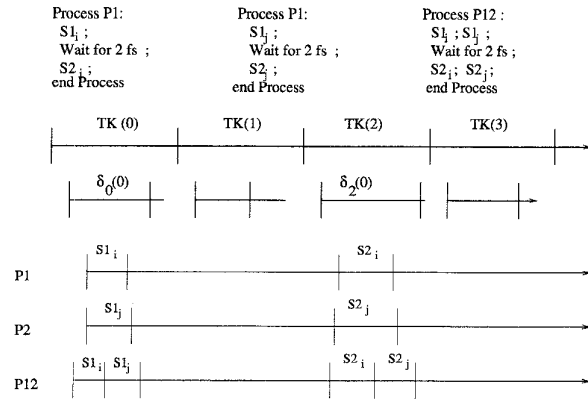 Process P1: Process P1: Process P12 :
S1i ; S1j ; S1i ; S1j ;
Wait for 2 fs ; Wait for 2 fs ; Wait for 2 fs ;
S2i ; S2j ; S2i ; S2j ;
end Process end Process end Process
TK (0) TK(1) TK(2) TK(3)
δ0(0) δ2(0)
S1i S2i
P1
S1j S2j
P2
S1i S1j S2i S2j
P12